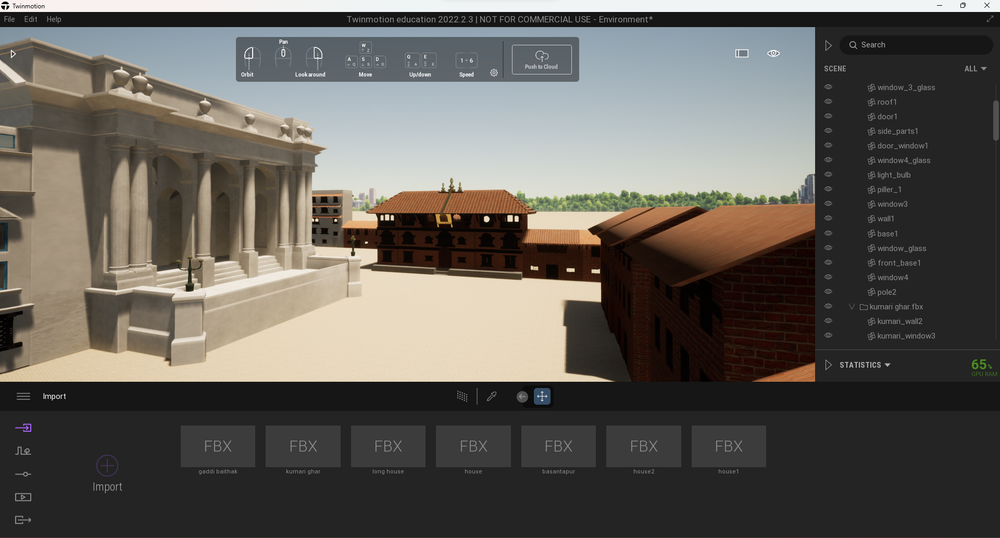 Twinmotion
File Edit Help
Twinmotion education 2022.2.3 | NOT FOR COMMERCIAL USE - Environment*
Pan
Orbit
Look around
W
Z
A
Q
S
S
D
D
Move
Q
A
E
E
Up/down
1 6
Speed
Push to Cloud
Search
SCENE
ALL
window_3_glass
roof1
door1
side_parts1
door_window1
window4_glass
light_bulb
piller_1
window3
wall1
base1
window_glass
front_base1
window4
pole2
kumari ghar.fbx
kumari_wall2
kumari_window3
STATISTICS
65%
GPU RAM
Import
Import
FBX
gaddi baithak
FBX
kumari ghar
FBX
long house
FBX
house
FBX
basantapur
FBX
house2
FBX
house1